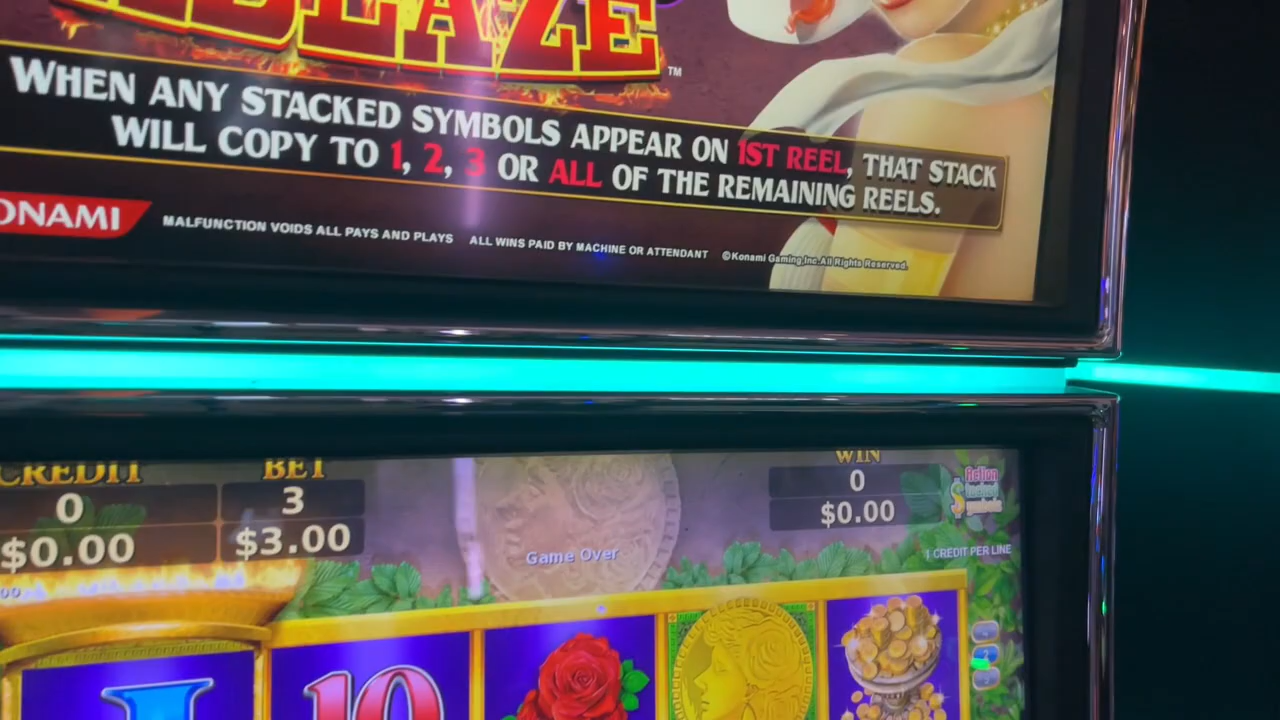 BLAZE™
WHEN ANY STACKED SYMBOLS APPEAR ON 1ST REEL, THAT STACK
WILL COPY TO 1, 2, 3 OR ALL OF THE REMAINING REELS.
ONAMI
MALFUNCTION VOIDS ALL PAYS AND PLAYS ALL WINS PAID BY MACHINE OR ATTENDANT ©Konami Gaming,Inc.All Rights Reserved.
CREDIT BET WIN
0 3 0
$0.00 $3.00 $0.00
Action
Game Over
1 CREDIT PER LINE
10